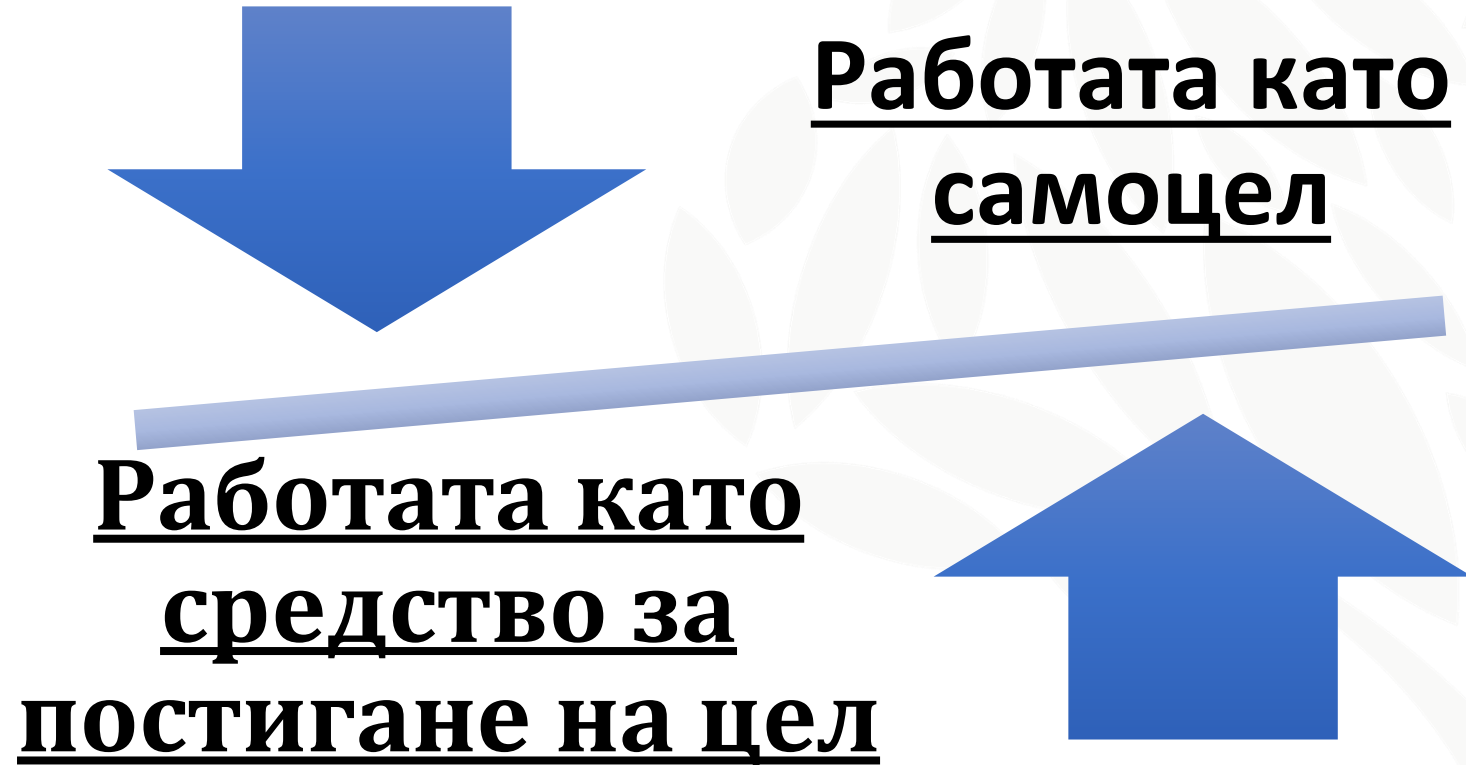 Работата като
самоцел
Работата като
средство за
постигане на цел